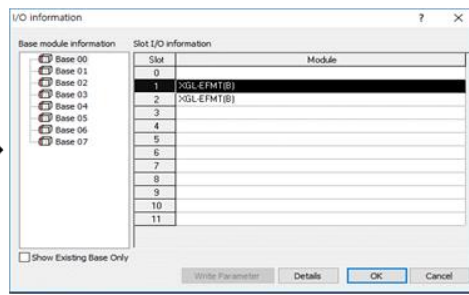 I/O information
? ×
Base module information
Slot I/O information
Base 00
Base 01
Base 02
Base 03
Base 04
Base 05
Base 06
Base 07
Slot Module
0
1 XGL-EFMT(B)
2 XGL-EFMT(B)
3
4
5
6
7
8
9
10
11
Show Existing Base Only
Write Parameter Details OK Cancel